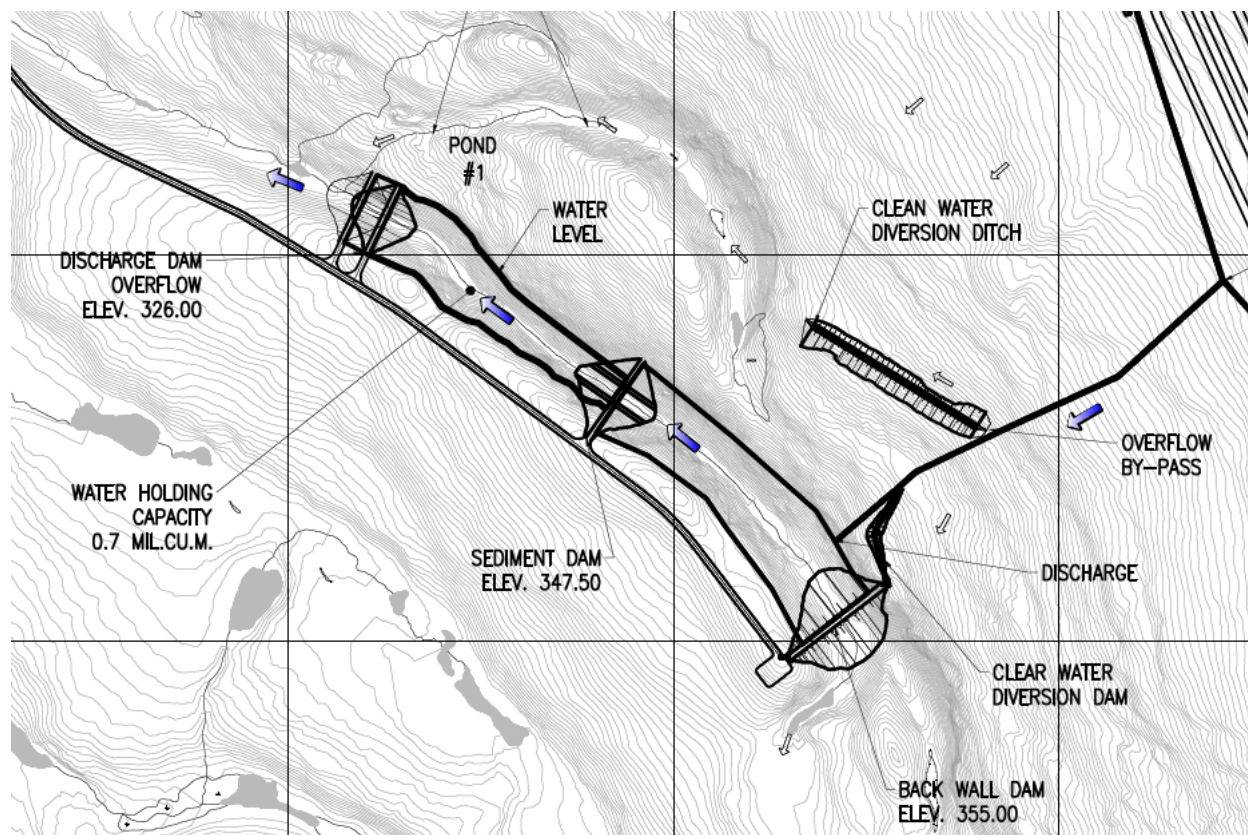 POND
#1
WATER
LEVEL
CLEAN WATER
DIVERSION DITCH
DISCHARGE DAM
OVERFLOW
ELEV. 326.00
OVERFLOW
BY-PASS
WATER HOLDING
CAPACITY
0.7 MIL.CU.M.
SEDIMENT DAM
ELEV. 347.50
DISCHARGE
CLEAR WATER
DIVERSION DAM
BACK WALL DAM
ELEV. 355.00